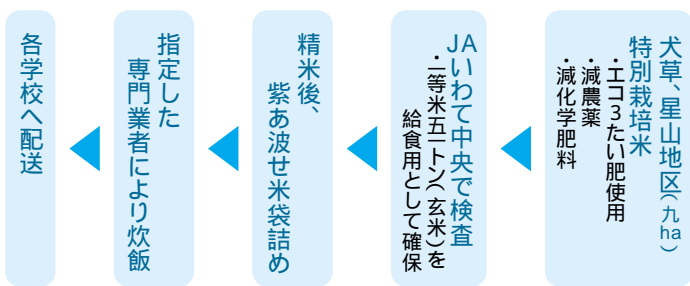 犬草、星山地区(九ha)
特別栽培米
・エコ3たい肥使用
・減農薬
・減化学肥料
JAいわて中央で検査
・一等米五一トン(玄米)を
給食用として確保
精米後、
紫あ波せ米袋詰め
指定した
専門業者により炊飯
各学校へ配送